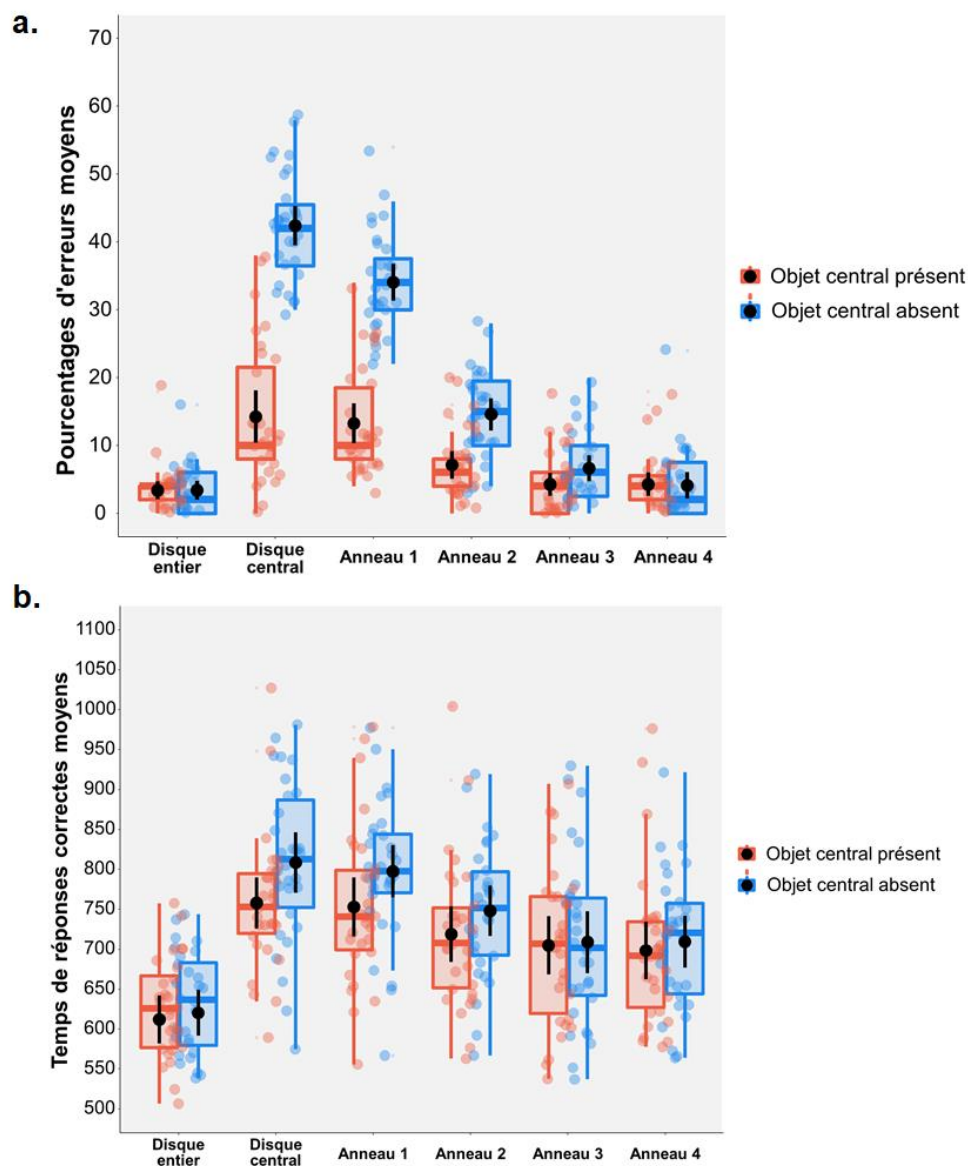 a.
Pourcentages d'erreurs moyens
70
60
50
40
30
20
10
0
Disque
entier
Disque
central
Anneau 1
Anneau 2
Anneau 3
Anneau 4
Objet central présent
Objet central absent
b.
Temps de réponses correctes moyens
1100
1050
1000
950
900
850
800
750
700
650
600
550
500
Disque
entier
Disque
central
Anneau 1
Anneau 2
Anneau 3
Anneau 4
Objet central présent
Objet central absent